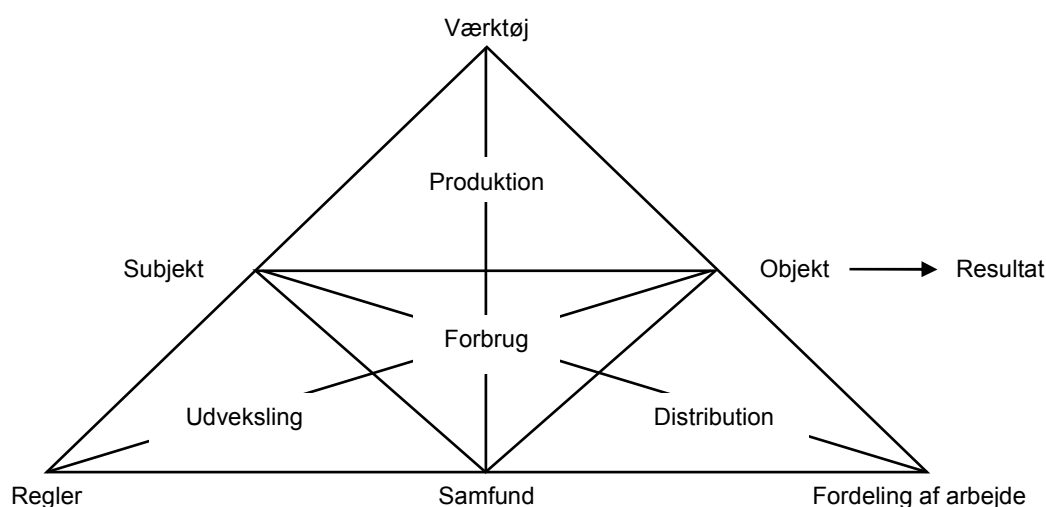 Værktøj
Produktion
Subjekt
Objekt
Resultat
Forbrug
Udveksling
Distribution
Regler
Samfund
Fordeling af arbejde